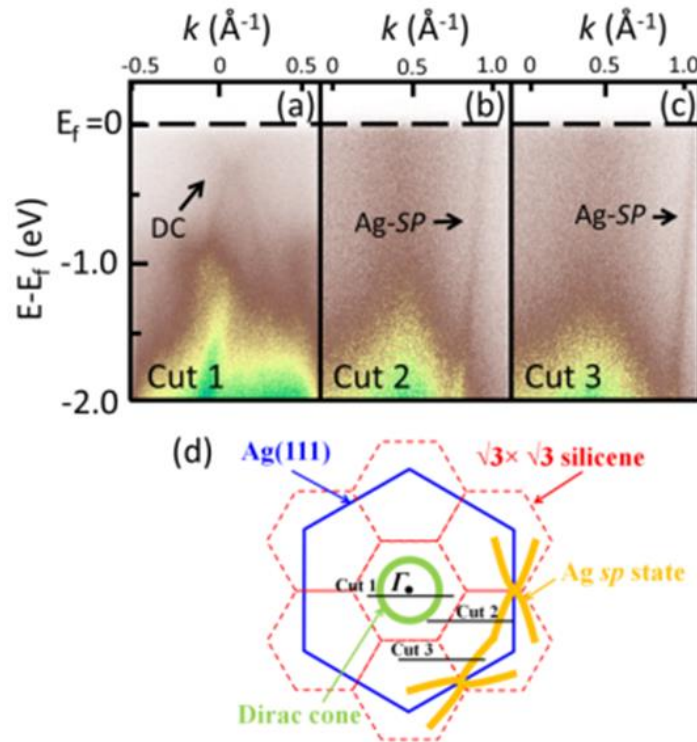 k (Å⁻¹) k (Å⁻¹) k (Å⁻¹)
-0.5 0 0.5 0 0.5 1.0 0 0.5 1.0
(a) (b) (c)
E_f=0
DC Ag-SP Ag-SP
-1.0
E-E_f (eV)
Cut 1 Cut 2 Cut 3
-2.0
(d)
Ag(111) √3× √3 silicene
Ag sp state
Cut 1 Γ
Cut 2
Cut 3
Dirac cone